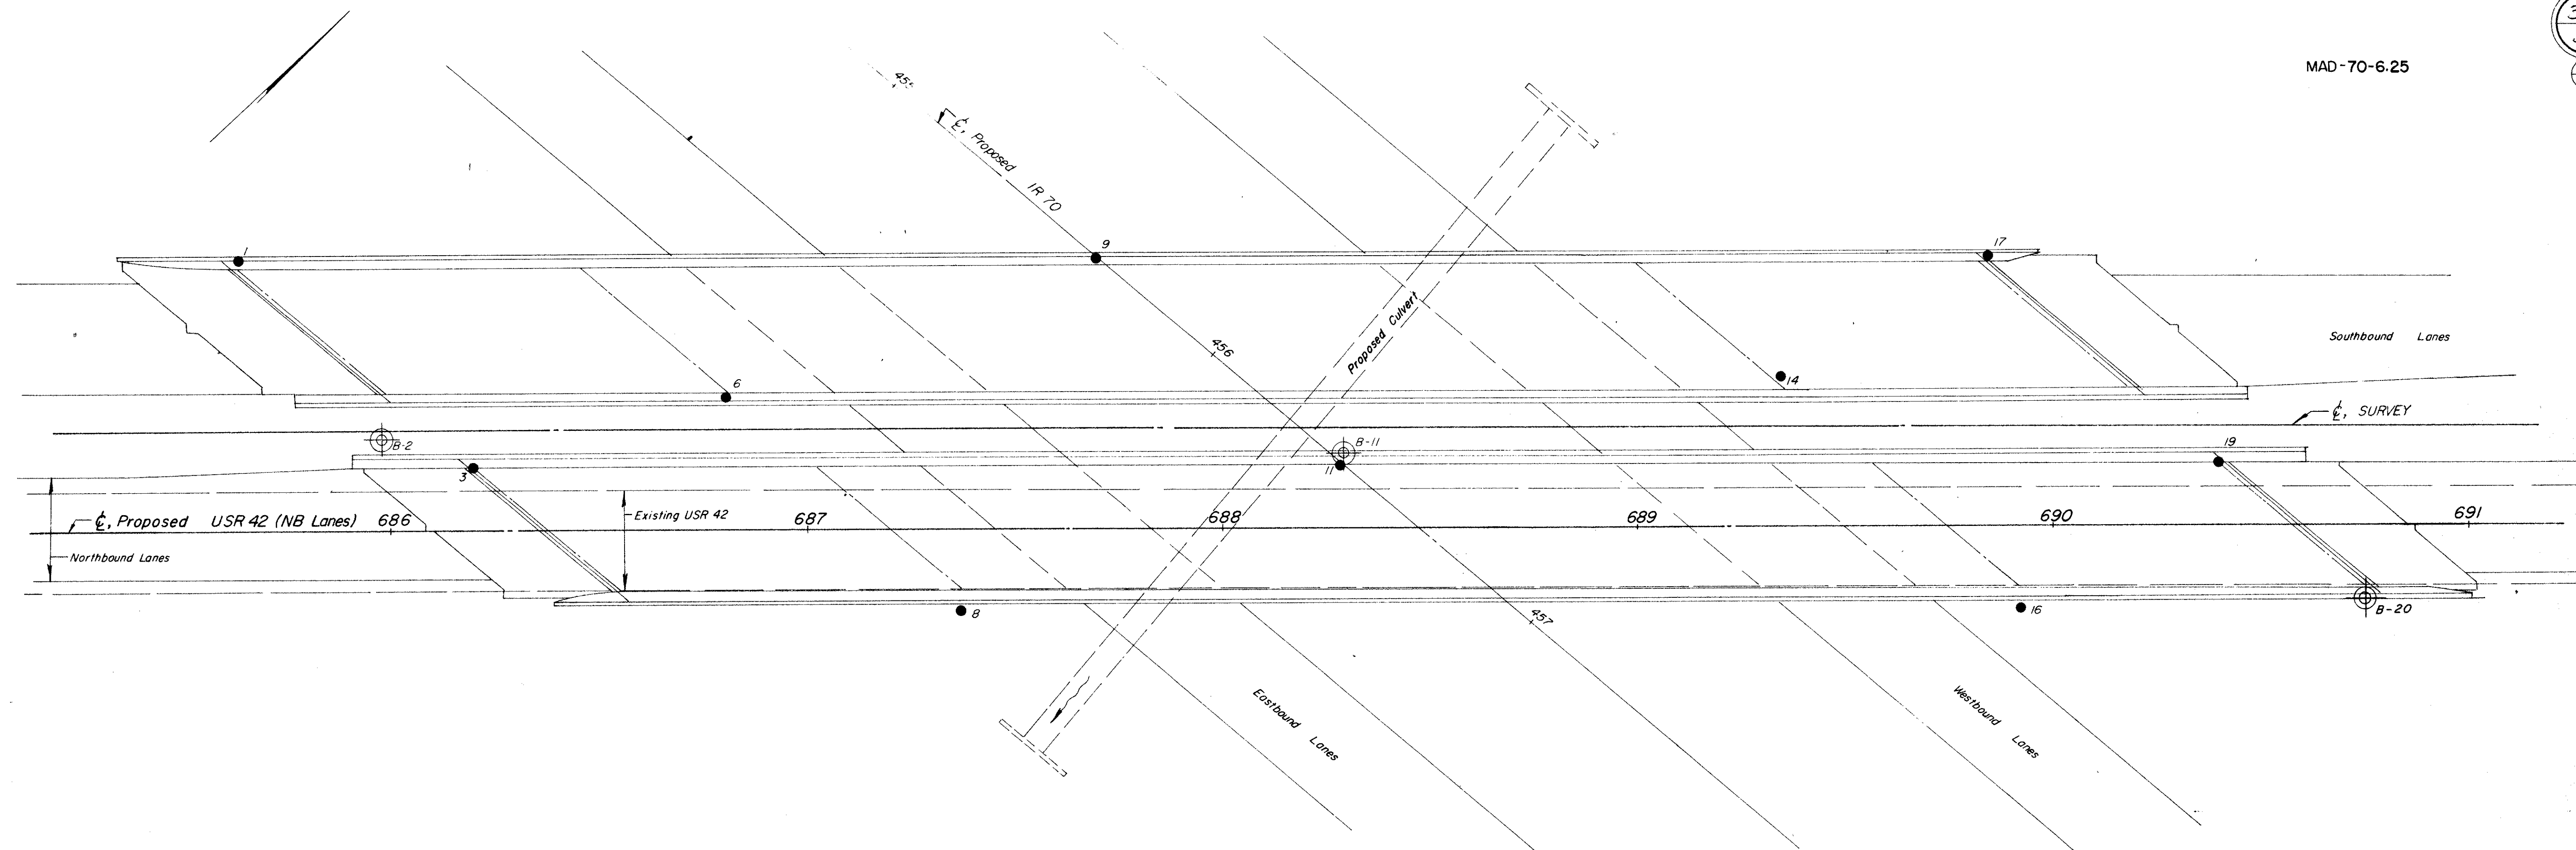 MAD-70-6.25
455
℄, Proposed IR 70
1
9
17
Proposed Culvert
456
Southbound Lanes
6
14
℄, SURVEY
B-2
B-11
19
3
11
Existing USR 42
℄, Proposed USR 42 (NB Lanes)
686
687
688
689
690
691
Northbound Lanes
8
16
B-20
457
Eastbound Lanes
Westbound Lanes